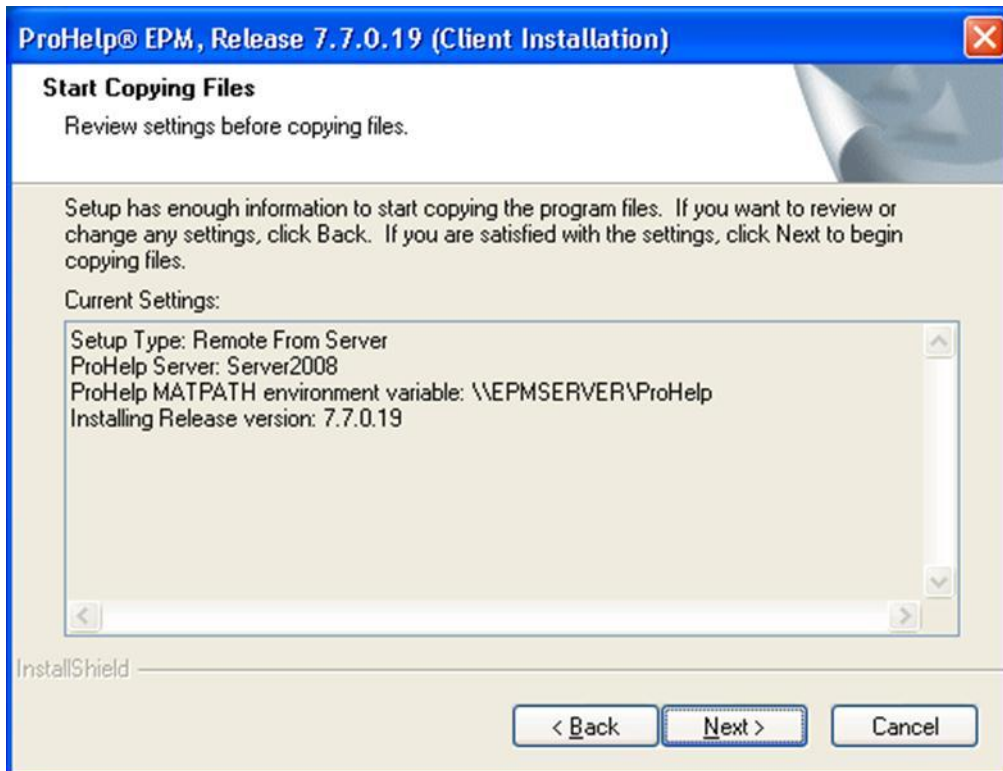 ProHelp® EPM, Release 7.7.0.19 (Client Installation)
Start Copying Files
Review settings before copying files.
Setup has enough information to start copying the program files.  If you want to review or
change any settings, click Back.  If you are satisfied with the settings, click Next to begin
copying files.
Current Settings:
Setup Type: Remote From Server
ProHelp Server: Server2008
ProHelp MATPATH environment variable: \\EPMSERVER\ProHelp
Installing Release version: 7.7.0.19
InstallShield
< Back
Next >
Cancel